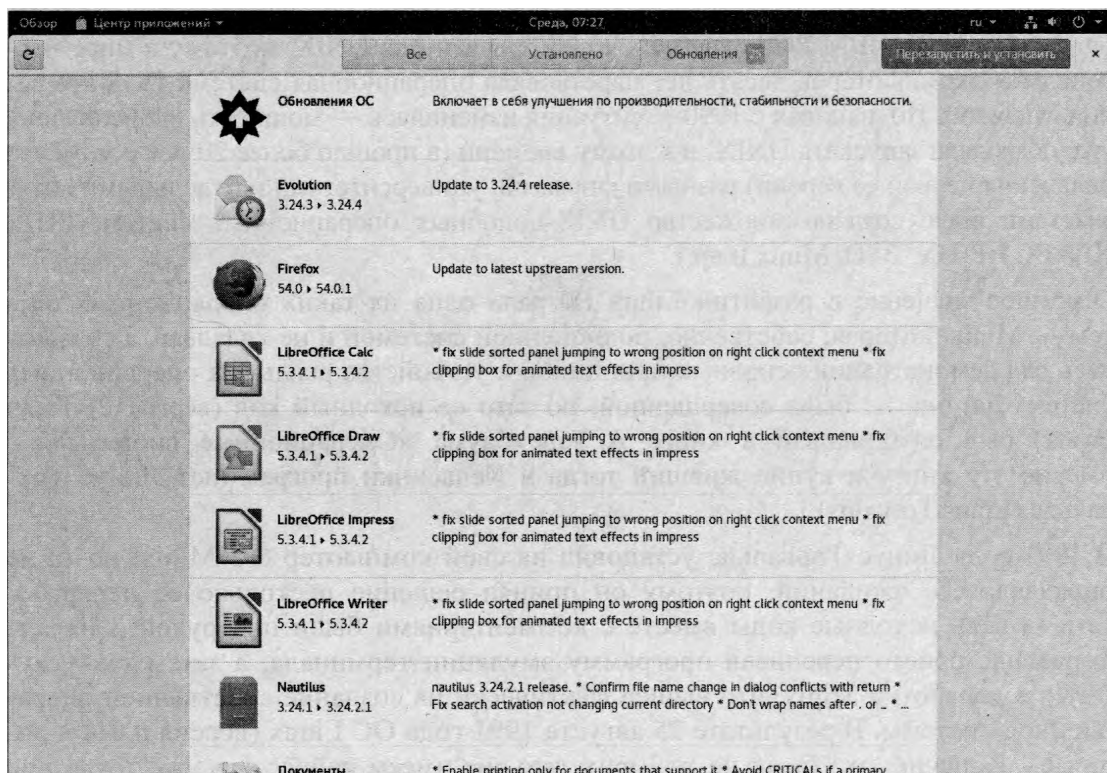 Обзор Центр приложений Среда, 07:27 ru
Все Установлено Обновления Перезапустить и установить ×
Обновления ОС Включает в себя улучшения по производительности, стабильности и безопасности.
Evolution Update to 3.24.4 release.
3.24.3 ▸ 3.24.4
Firefox Update to latest upstream version.
54.0 ▸ 54.0.1
LibreOffice Calc * fix slide sorted panel jumping to wrong position on right click context menu * fix
5.3.4.1 ▸ 5.3.4.2 clipping box for animated text effects in impress
LibreOffice Draw * fix slide sorted panel jumping to wrong position on right click context menu * fix
5.3.4.1 ▸ 5.3.4.2 clipping box for animated text effects in impress
LibreOffice Impress * fix slide sorted panel jumping to wrong position on right click context menu * fix
5.3.4.1 ▸ 5.3.4.2 clipping box for animated text effects in impress
LibreOffice Writer * fix slide sorted panel jumping to wrong position on right click context menu * fix
5.3.4.1 ▸ 5.3.4.2 clipping box for animated text effects in impress
Nautilus nautilus 3.24.2.1 release. * Confirm file name change in dialog conflicts with return *
3.24.1 ▸ 3.24.2.1 Fix search activation not changing current directory * Don't wrap names after . or _ * ...
Документы * Enable printing only for documents that support it * Avoid CRITICALs if a primary